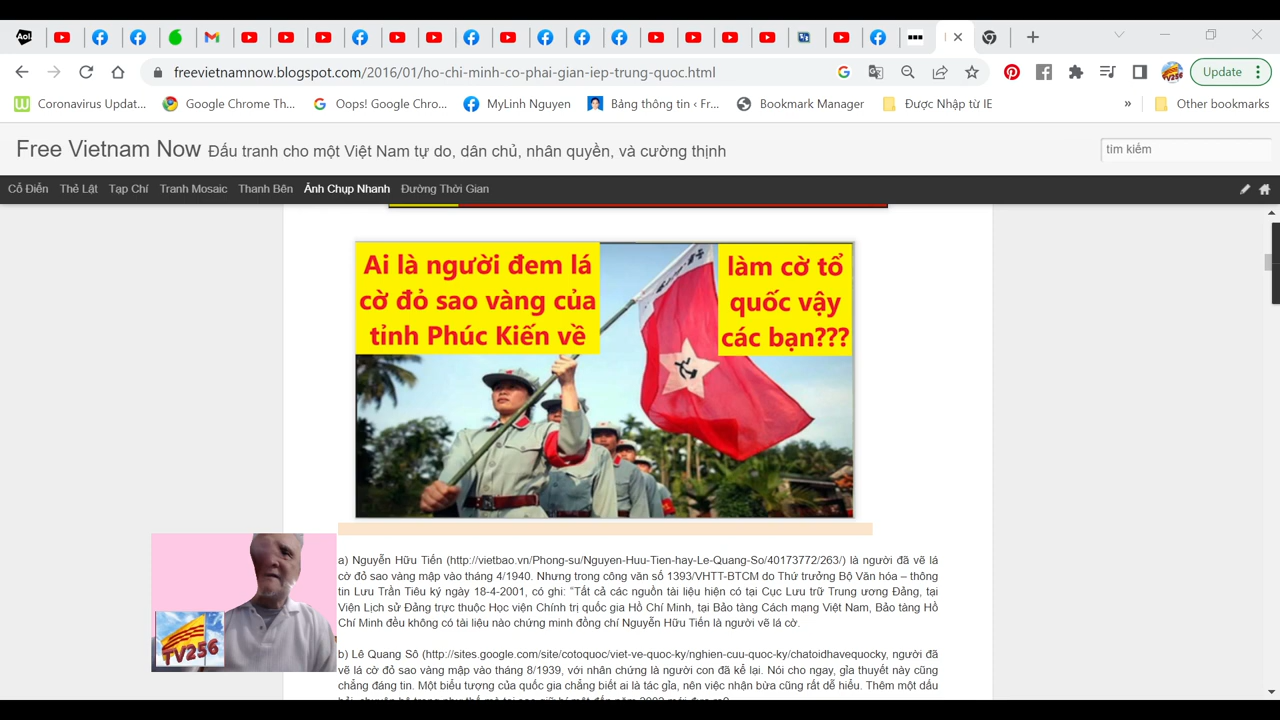 Aol.
freevietnamnow.blogspot.com/2016/01/ho-chi-minh-co-phai-gian-iep-trung-quoc.html
TV256
Update
Coronavirus Updat...
Google Chrome Th...
Oops! Google Chro...
MyLinh Nguyen
Bảng thông tin ‹ Fr...
Bookmark Manager
Được Nhập từ IE
»
Other bookmarks
Free Vietnam Now Đấu tranh cho một Việt Nam tự do, dân chủ, nhân quyền, và cường thịnh
tìm kiếm
Cổ Điển Thẻ Lật Tạp Chí Tranh Mosaic Thanh Bên Ảnh Chụp Nhanh Đường Thời Gian
Ai là người đem lá
cờ đỏ sao vàng của
tỉnh Phúc Kiến về
làm cờ tổ
quốc vậy
các bạn???
a) Nguyễn Hữu Tiến (http://vietbao.vn/Phong-su/Nguyen-Huu-Tien-hay-Le-Quang-So/40173772/263/) là người đã vẽ lá
cờ đỏ sao vàng mập vào tháng 4/1940. Nhưng trong công văn số 1393/VHTT-BTCM do Thứ trưởng Bộ Văn hóa – thông
tin Lưu Trần Tiêu ký ngày 18-4-2001, có ghi: "Tất cả các nguồn tài liệu hiện có tại Cục Lưu trữ Trung ương Đảng, tại
Viện Lịch sử Đảng trực thuộc Học viện Chính trị quốc gia Hồ Chí Minh, tại Bảo tàng Cách mạng Việt Nam, Bảo tàng Hồ
Chí Minh đều không có tài liệu nào chứng minh đồng chí Nguyễn Hữu Tiến là người vẽ lá cờ.
b) Lê Quang Sô (http://sites.google.com/site/cotoquoc/viet-ve-quoc-ky/nghien-cuu-quoc-ky/chatoidhavequocky, người đã
vẽ lá cờ đỏ sao vàng mập vào tháng 8/1939, với nhân chứng là người con đã kể lại. Nói cho ngay, gỉa thuyết này cũng
chẳng đáng tin. Một biểu tượng của quốc gia chẳng biết ai là tác gỉa, nên việc nhận bừa cũng rất dễ hiểu. Thêm một dấu
TV256